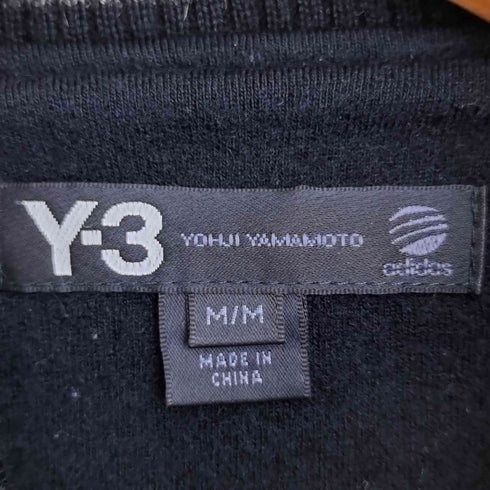 Y-3 YOHJI YAMAMOTO adidas
M/M
MADE IN
CHINA